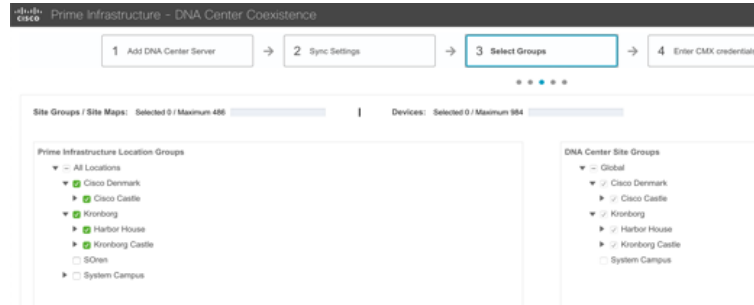 cisco Prime Infrastructure - DNA Center Coexistence
1 Add DNA Center Server → 2 Sync Settings → 3 Select Groups → 4 Enter CMX credentials
Site Groups / Site Maps: Selected 0 / Maximum 486 | Devices: Selected 0 / Maximum 984
Prime Infrastructure Location Groups
All Locations
Cisco Denmark
Cisco Castle
Kronborg
Harbor House
Kronborg Castle
SOren
System Campus
DNA Center Site Groups
Global
Cisco Denmark
Cisco Castle
Kronborg
Harbor House
Kronborg Castle
System Campus